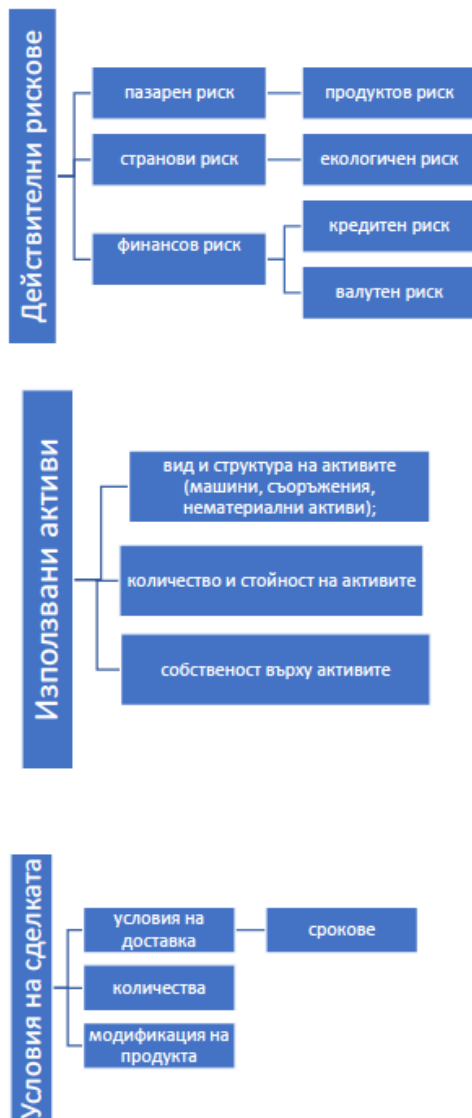 Действителни рискове
пазарен риск
продуктов риск
странови риск
екологичен риск
финансов риск
кредитен риск
валутен риск
Използвани активи
вид и структура на активите
(машини, съоръжения,
нематериални активи);
количество и стойност на активите
собственост върху активите
Условия на сделката
условия на
доставка
срокове
количества
модификация на
продукта